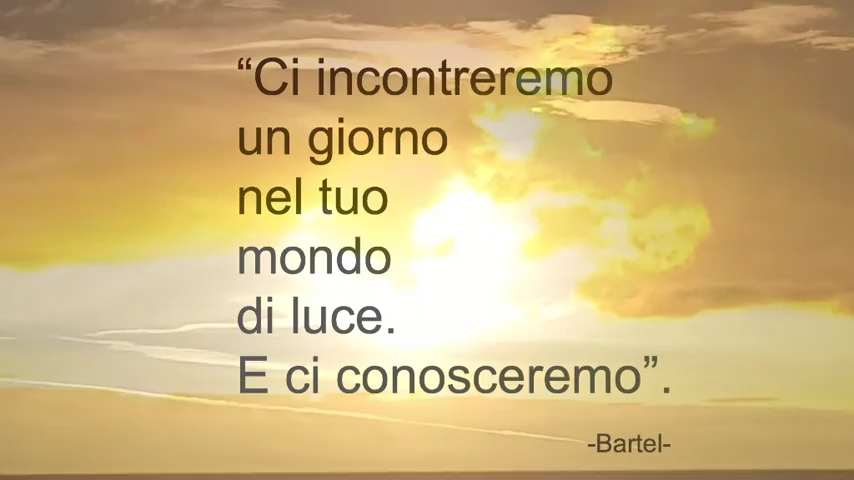 “Ci incontreremo
un giorno
nel tuo
mondo
di luce.
E ci conosceremo”.
-Bartel-